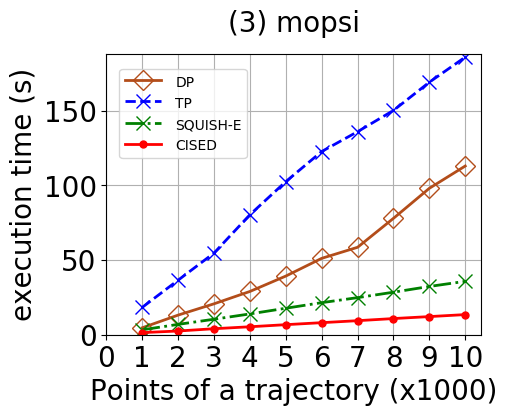 (3) mopsi
execution time (s)
150
100
50
0
DP
TP
SQUISH-E
CISED
0 1 2 3 4 5 6 7 8 9 10
Points of a trajectory (x1000)